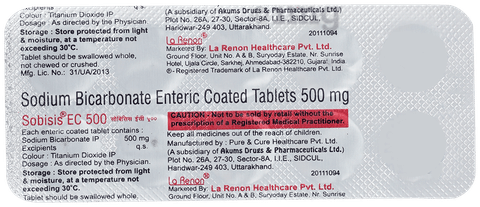 Excipients q.s.
Colour : Titanium Dioxide IP
Dosage : As directed by the Physician.
Storage : Store protected from light
& moisture, at a temperature not
exceeding 30°C.
Tablet should be swallowed whole,
not chewed or crushed.
Mfg. Lic. No.: 31/UA/2013
(A subsidiary of Akums Drugs & Pharmaceuticals Ltd.)
Plot No. 26A, 27-30, Sector-8A, I.I.E., SIDCUL,
Haridwar-249 403, Uttarakhand.
20111094
La Renon®
Marketed By: La Renon Healthcare Pvt. Ltd.
Ground Floor, Unit No. A & B, Suryoday Estate, Nr. Sunrise
Hotel, Ujala Circle, Sarkhej, Ahmedabad-382210, Gujarat, India
®- Registered Trademark of La Renon Healthcare Pvt. Ltd.
Sodium Bicarbonate Enteric Coated Tablets 500 mg
Sobisis® EC 500 सोबिसिस ईसी ५००
Each enteric coated tablet contains :
Sodium Bicarbonate IP 500 mg
Excipients q.s.
Colour : Titanium Dioxide IP
Dosage : As directed by the Physician.
Storage : Store protected from light
& moisture, at a temperature not
exceeding 30°C.
Tablet should be swallowed whole,
CAUTION - Not to be sold by retail without the
prescription of a Registered Medical Practitioner.
Keep all medicines out of the reach of children.
Manufactured by : Pure & Cure Healthcare Pvt. Ltd.
(A subsidiary of Akums Drugs & Pharmaceuticals Ltd.)
Plot No. 26A, 27-30, Sector-8A, I.I.E., SIDCUL,
Haridwar-249 403, Uttarakhand.
20111094
La Renon®
Marketed By: La Renon Healthcare Pvt. Ltd.
Ground Floor, Unit No. A & B, Suryoday Estate, Nr. Sunrise